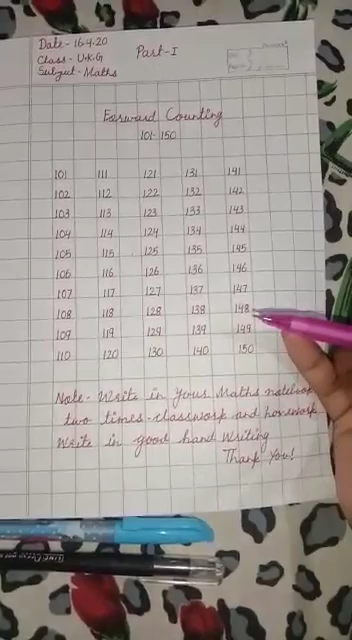 Date- 16-4-20
Class- U.K.G
Subject- Maths
Part-I
Forward Counting
101-150
101 111 121 131 141
102 112 122 132 142
103 113 123 133 143
104 114 124 134 144
105 115 125 135 145
106 116 126 136 146
107 117 127 137 147
108 118 128 138 148
109 119 129 139 149
110 120 130 140 150
Note- Write in your Maths notebook
two times-classwork and homework
Write in good hand Writing
Thank You!